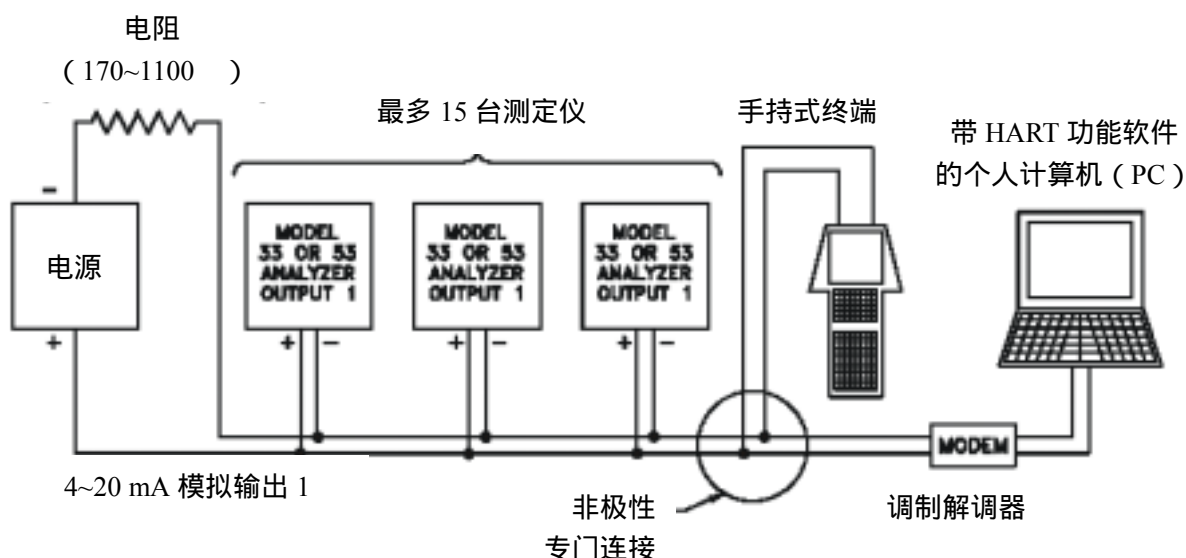 电阻
（170~1100 ）
最多 15 台测定仪
手持式终端
带 HART 功能软件
的个人计算机（PC）
-
电源
+
MODEL
33 OR 53
ANALYZER
OUTPUT 1
+ -
MODEL
33 OR 53
ANALYZER
OUTPUT 1
+ -
MODEL
33 OR 53
ANALYZER
OUTPUT 1
+ -
MODEM
4~20 mA 模拟输出 1
非极性
专门连接
调制解调器